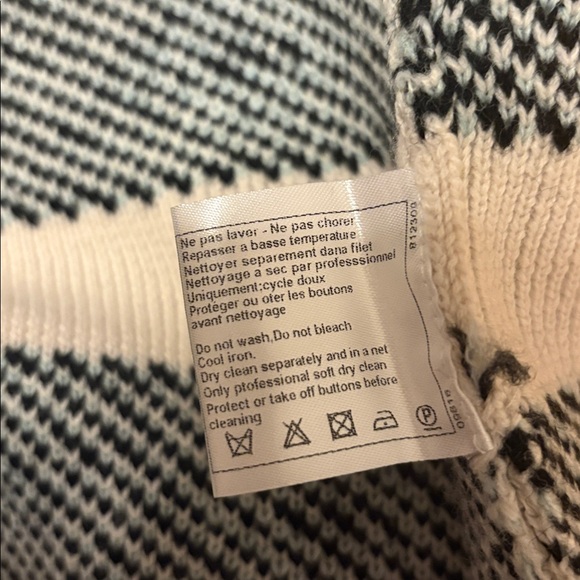 Ne pas laver - Ne pas chorer
Repasser a basse temperature
Nettoyer separement dana filet
Nettoyage a sec par professsionnel
Uniquement:cycle doux
Protéger ou oter les boutons
avant nettoyage
Do not wash,Do not bleach
Cool iron.
Dry clean separately and in a net
Only ptofessional soft dry clean
Protect or take off buttons before
cleaning
P